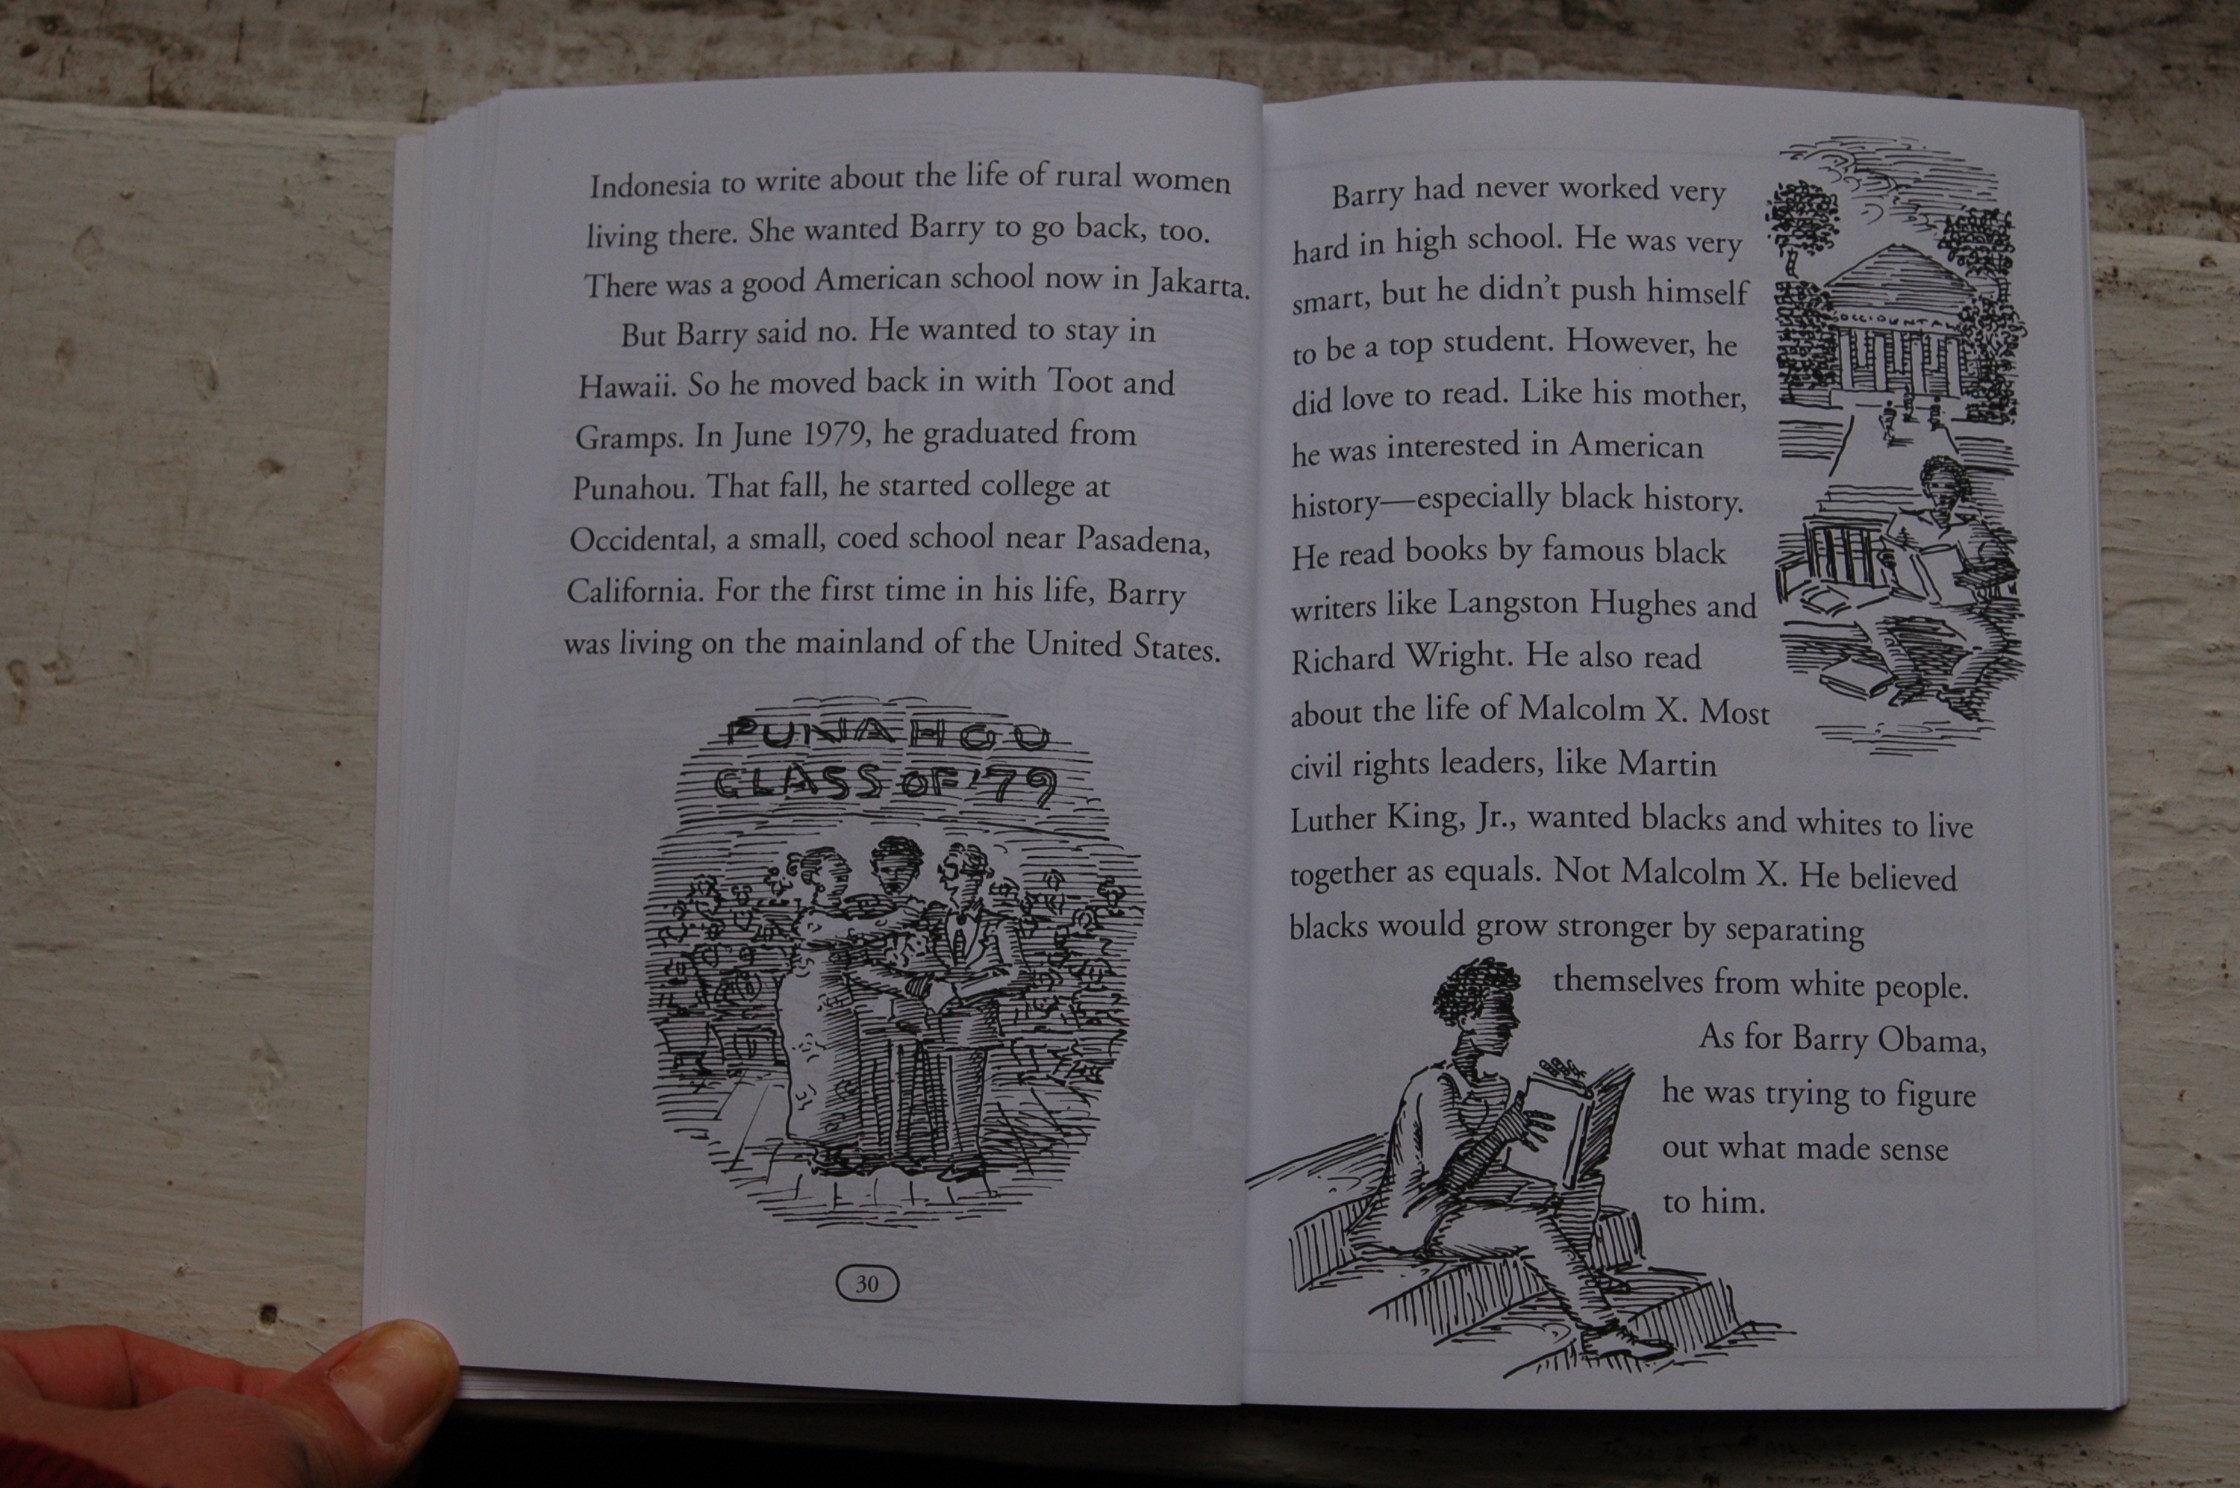 Indonesia to write about the life of rural women
living there. She wanted Barry to go back, too.
There was a good American school now in Jakarta.
But Barry said no. He wanted to stay in
Hawaii. So he moved back in with Toot and
Gramps. In June 1979, he graduated from
Punahou. That fall, he started college at
Occidental, a small, coed school near Pasadena,
California. For the first time in his life, Barry
was living on the mainland of the United States.
PUNAHOU
CLASS OF '79
30
Barry had never worked very
hard in high school. He was very
smart, but he didn't push himself
to be a top student. However, he
did love to read. Like his mother,
he was interested in American
history—especially black history.
He read books by famous black
writers like Langston Hughes and
Richard Wright. He also read
about the life of Malcolm X. Most
civil rights leaders, like Martin
Luther King, Jr., wanted blacks and whites to live
together as equals. Not Malcolm X. He believed
blacks would grow stronger by separating
themselves from white people.
As for Barry Obama,
he was trying to figure
out what made sense
to him.
OCCIDENTAL